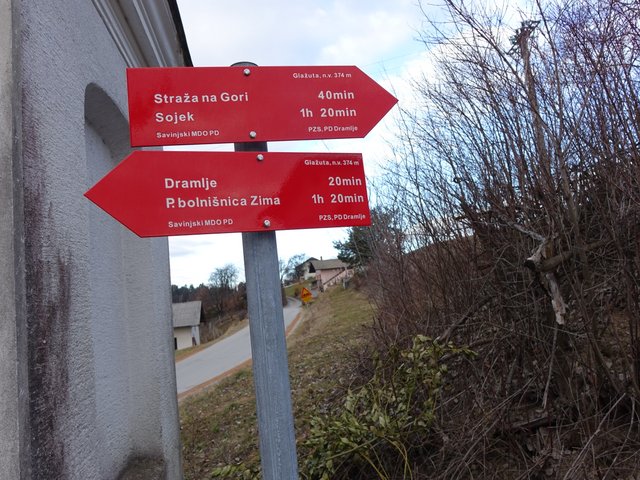 Glažuta, n.v. 374 m
Straža na Gori 40min
Sojek 1h 20min
Savinjski MDO PD PZS, PD Dramlje
Glažuta, n.v. 374 m
Dramlje 20min
P.bolnišnica Zima 1h 20min
Savinjski MDO PD PZS, PD Dramlje